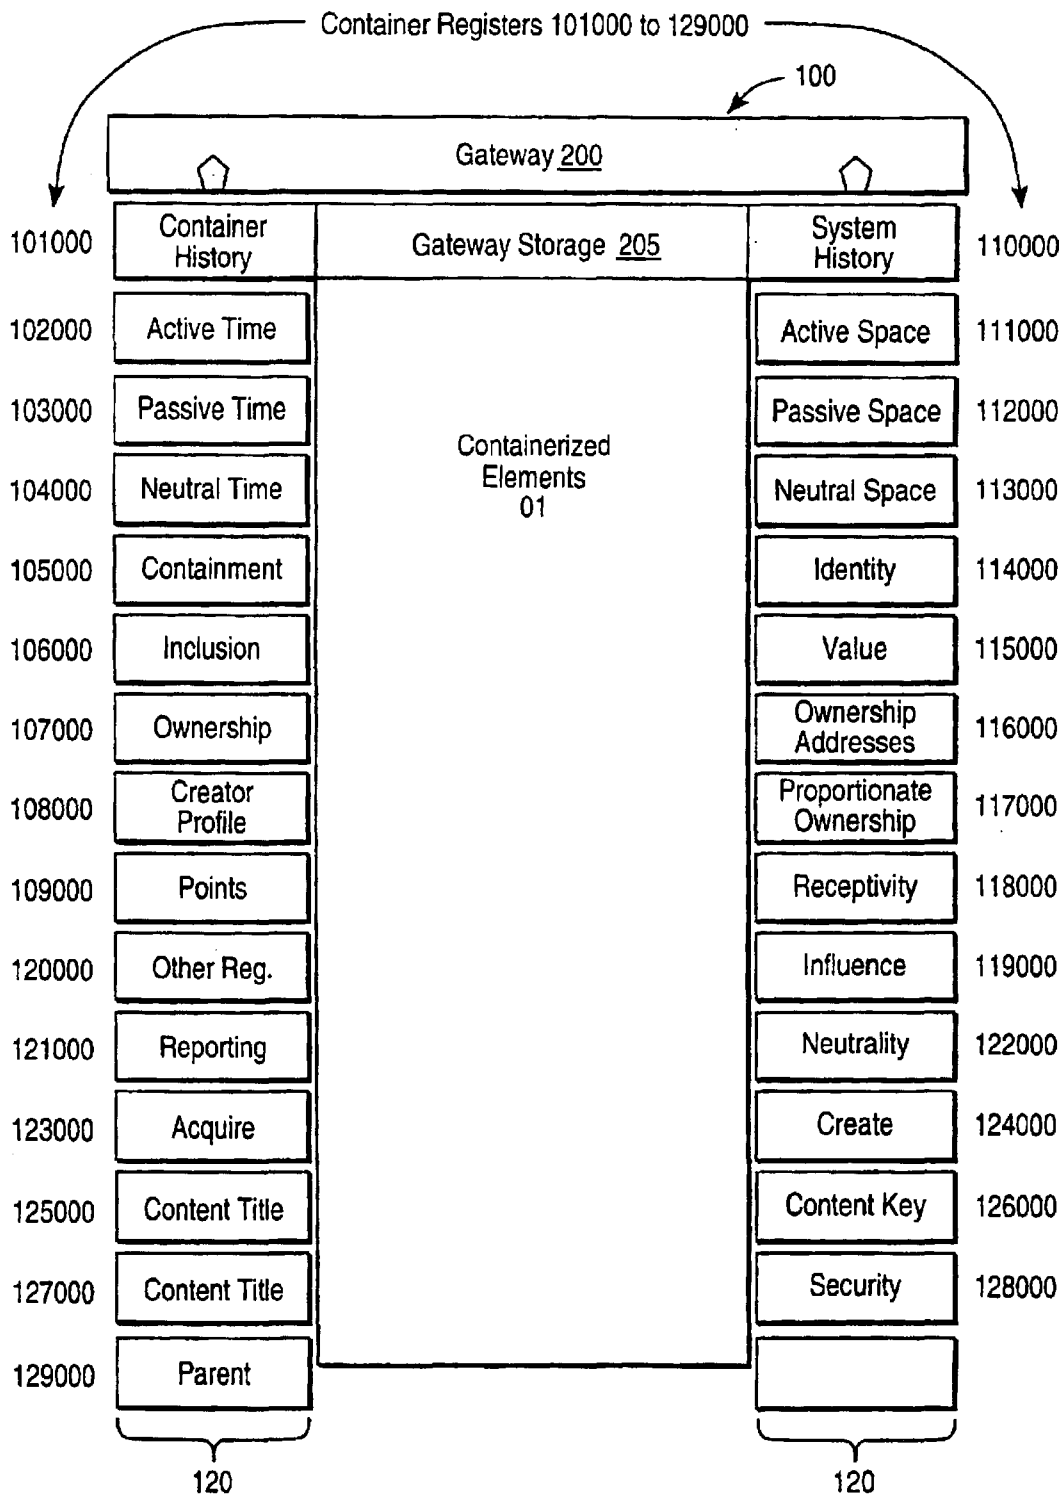 Container Registers 101000 to 129000
100
Gateway 200
101000
Container
History
Gateway Storage 205
System
History
110000
102000
Active Time
Active Space
111000
103000
Passive Time
Passive Space
112000
Containerized
Elements
01
104000
Neutral Time
Neutral Space
113000
105000
Containment
Identity
114000
106000
Inclusion
Value
115000
107000
Ownership
Ownership
Addresses
116000
108000
Creator
Profile
Proportionate
Ownership
117000
109000
Points
Receptivity
118000
120000
Other Reg.
Influence
119000
121000
Reporting
Neutrality
122000
123000
Acquire
Create
124000
125000
Content Title
Content Key
126000
127000
Content Title
Security
128000
129000
Parent
120
120